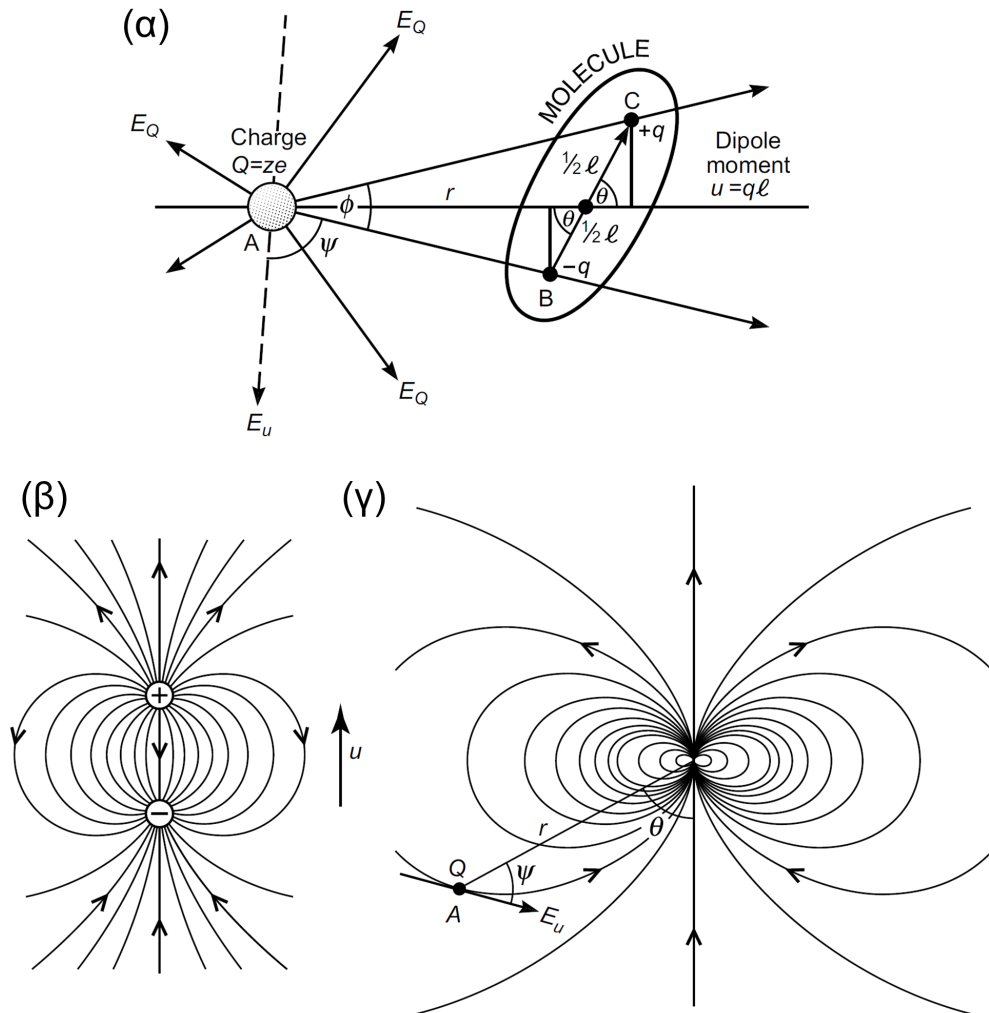 (α)
E_Q
E_Q
Charge
Q=ze
A
ϕ
ψ
r
MOLECULE
C
+q
½ℓ
θ
θ
½ℓ
−q
B
Dipole
moment
u=qℓ
E_Q
E_u
(β)
+
−
u
(γ)
r
θ
Q
ψ
A
E_u